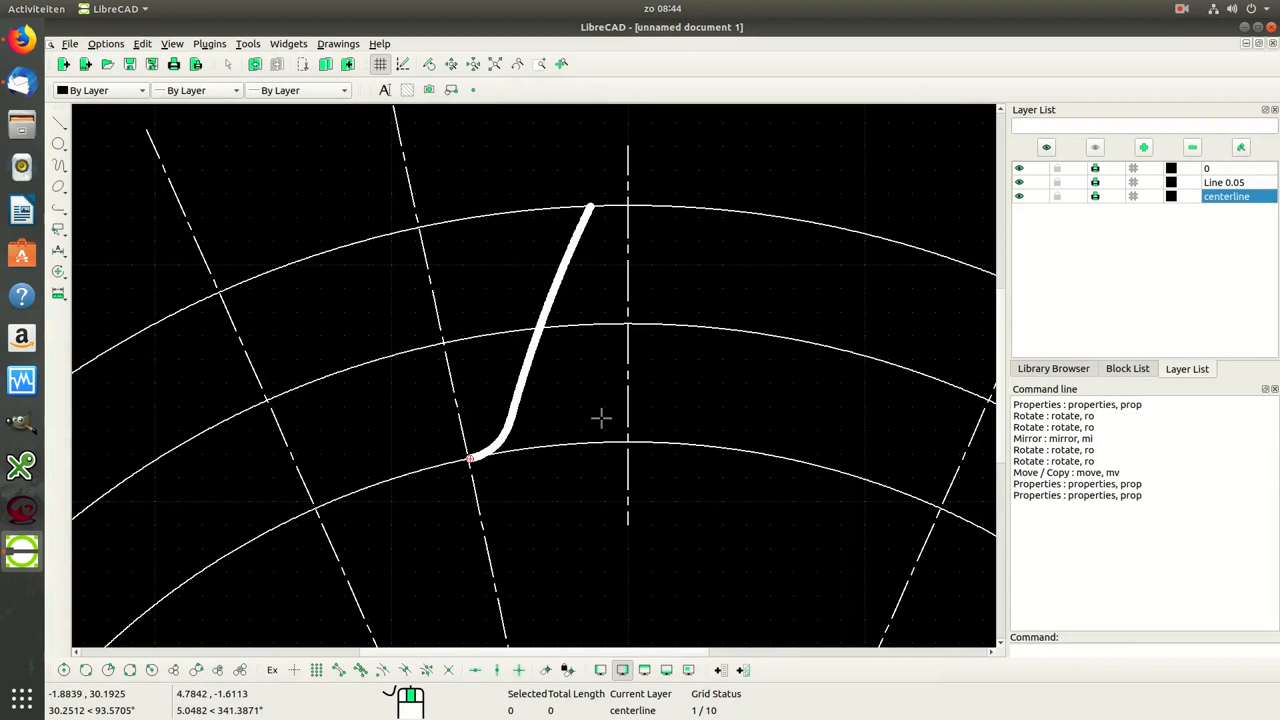 Activiteiten LibreCAD zo 08:44
LibreCAD - [unnamed document 1]
File Options Edit View Plugins Tools Widgets Drawings Help
By Layer By Layer By Layer
Layer List
0
Line 0.05
centerline
Library Browser Block List Layer List
Command line
Properties : properties, prop
Rotate : rotate, ro
Rotate : rotate, ro
Mirror : mirror, mi
Rotate : rotate, ro
Rotate : rotate, ro
Move / Copy : move, mv
Properties : properties, prop
Properties : properties, prop
Command:
Ex
-1.8839 , 30.1925 4.7842 , -1.6113 Selected Total Length Current Layer Grid Status
30.2512 < 93.5705° 5.0482 < 341.3871° 0 0 centerline 1 / 10